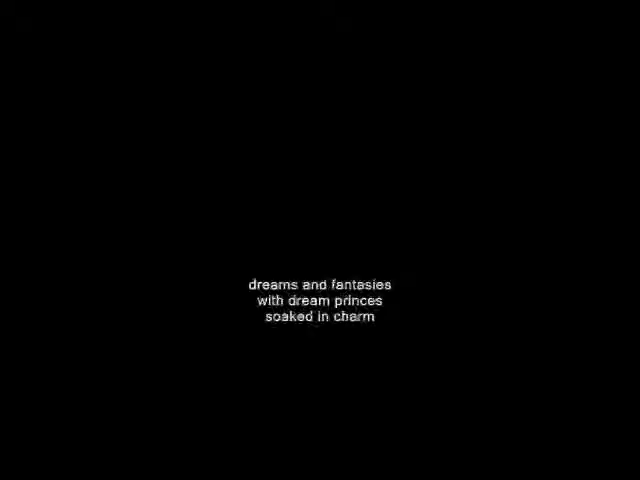 dreams and fantasies
with dream princes
soaked in charm